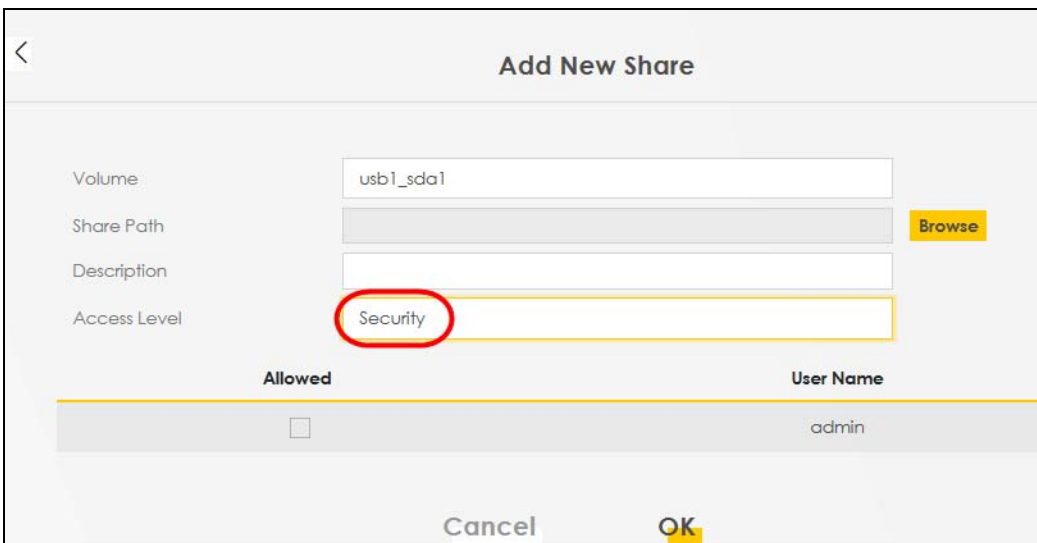 Add New Share
Volume usb1_sda1
Share Path Browse
Description
Access Level Security
Allowed User Name
admin
Cancel OK